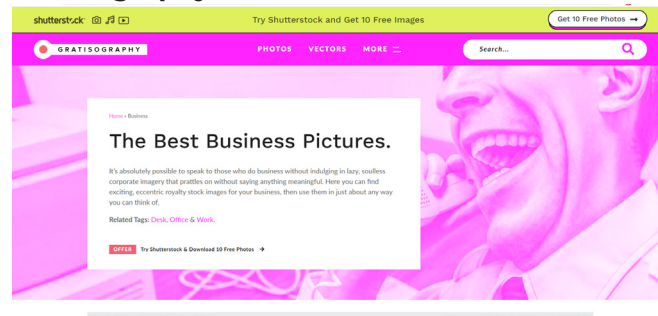 shutterstock
Try Shutterstock and Get 10 Free Images
Get 10 Free Photos →
GRATISOGRAPHY
PHOTOS VECTORS MORE
Search...
Home » Business
The Best Business Pictures.
It's absolutely possible to speak to those who do business without indulging in lazy, soulless
corporate imagery that prattles on without saying anything meaningful. Here you can find
exciting, eccentric royalty stock images for your business, then use them in just about any way
you can think of.
Related Tags: Desk, Office & Work.
OFFER Try Shutterstock & Download 10 Free Photos →